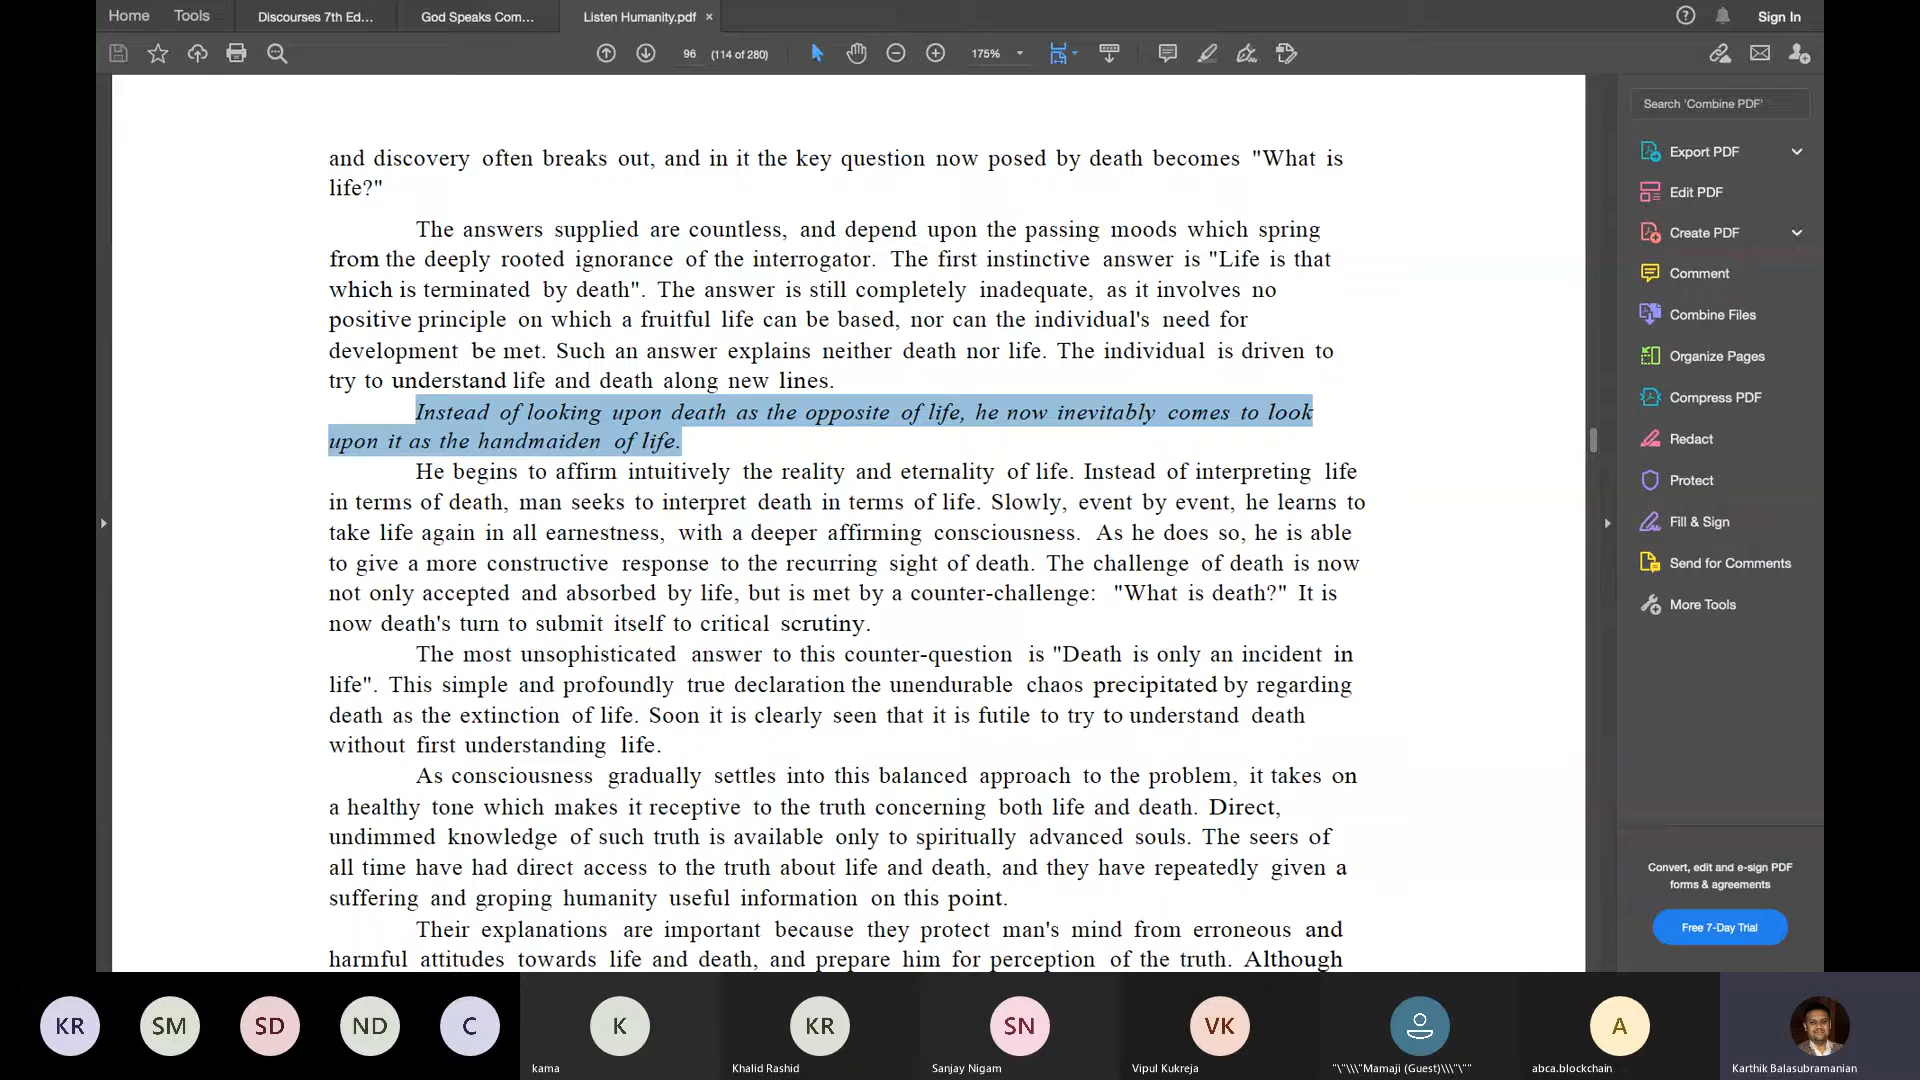 Home
Tools
Discourses 7th Ed...
God Speaks Com...
Listen Humanity.pdf ×
Sign In
96 (114 of 280)
175%
and discovery often breaks out, and in it the key question now posed by death becomes "What is
life?"
The answers supplied are countless, and depend upon the passing moods which spring
from the deeply rooted ignorance of the interrogator. The first instinctive answer is "Life is that
which is terminated by death". The answer is still completely inadequate, as it involves no
positive principle on which a fruitful life can be based, nor can the individual's need for
development be met. Such an answer explains neither death nor life. The individual is driven to
try to understand life and death along new lines.
Instead of looking upon death as the opposite of life, he now inevitably comes to look
upon it as the handmaiden of life.
He begins to affirm intuitively the reality and eternality of life. Instead of interpreting life
in terms of death, man seeks to interpret death in terms of life. Slowly, event by event, he learns to
take life again in all earnestness, with a deeper affirming consciousness. As he does so, he is able
to give a more constructive response to the recurring sight of death. The challenge of death is now
not only accepted and absorbed by life, but is met by a counter-challenge: "What is death?" It is
now death's turn to submit itself to critical scrutiny.
The most unsophisticated answer to this counter-question is "Death is only an incident in
life". This simple and profoundly true declaration the unendurable chaos precipitated by regarding
death as the extinction of life. Soon it is clearly seen that it is futile to try to understand death
without first understanding life.
As consciousness gradually settles into this balanced approach to the problem, it takes on
a healthy tone which makes it receptive to the truth concerning both life and death. Direct,
undimmed knowledge of such truth is available only to spiritually advanced souls. The seers of
all time have had direct access to the truth about life and death, and they have repeatedly given a
suffering and groping humanity useful information on this point.
Their explanations are important because they protect man's mind from erroneous and
harmful attitudes towards life and death, and prepare him for perception of the truth. Although
Search 'Combine PDF'
Export PDF
Edit PDF
Create PDF
Comment
Combine Files
Organize Pages
Compress PDF
Redact
Protect
Fill & Sign
Send for Comments
More Tools
Convert, edit and e-sign PDF
forms & agreements
Free 7-Day Trial
KR
SM
SD
ND
C
K
kama
KR
Khalid Rashid
SN
Sanjay Nigam
VK
Vipul Kukreja
"\"\\\"Mamaji (Guest)\\\"\""
A
abca.blockchain
Karthik Balasubramanian